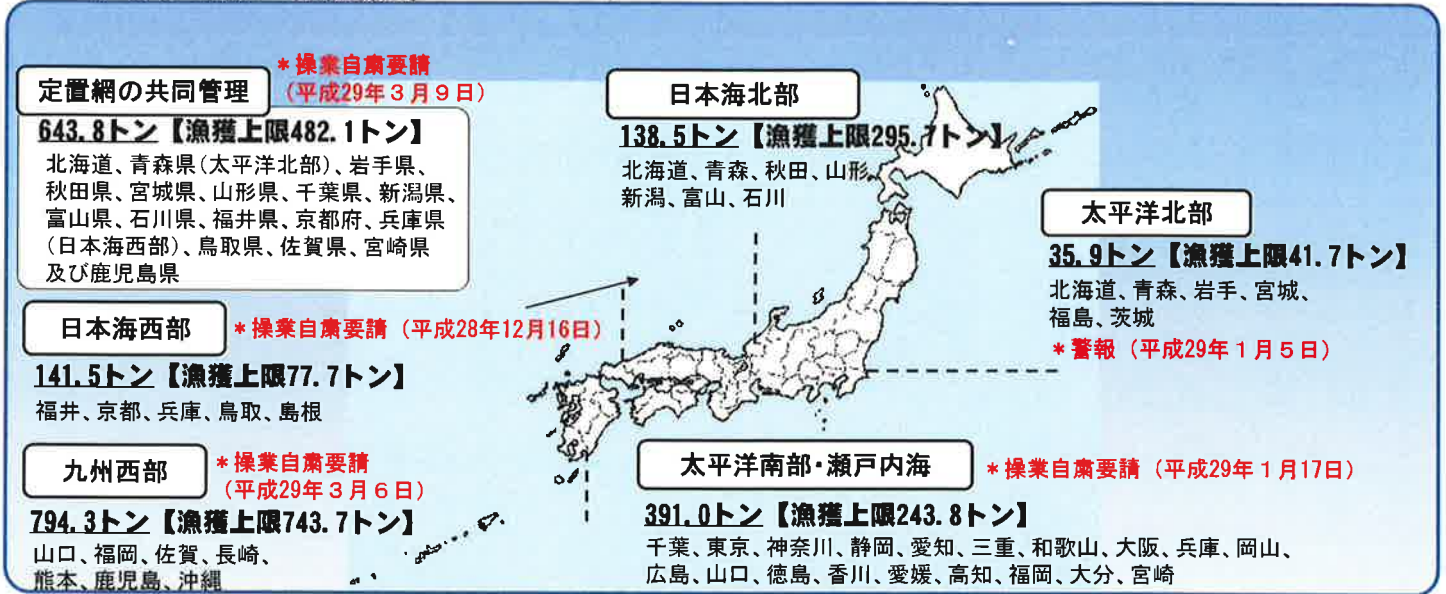 定置網の共同管理
＊操業自粛要請
（平成29年３月９日）
643.8トン【漁獲上限482.1トン】
北海道、青森県(太平洋北部)、岩手県、
秋田県、宮城県、山形県、千葉県、新潟県、
富山県、石川県、福井県、京都府、兵庫県
(日本海西部)、鳥取県、佐賀県、宮崎県
及び鹿児島県
日本海北部
138.5トン【漁獲上限295.7トン】
北海道、青森、秋田、山形、
新潟、富山、石川
太平洋北部
35.9トン【漁獲上限41.7トン】
北海道、青森、岩手、宮城、
福島、茨城
＊警報（平成29年１月５日）
日本海西部
＊操業自粛要請（平成28年12月16日）
141.5トン【漁獲上限77.7トン】
福井、京都、兵庫、鳥取、島根
九州西部
＊操業自粛要請
（平成29年３月６日）
794.3トン【漁獲上限743.7トン】
山口、福岡、佐賀、長崎、
熊本、鹿児島、沖縄
太平洋南部・瀬戸内海
＊操業自粛要請（平成29年１月17日）
391.0トン【漁獲上限243.8トン】
千葉、東京、神奈川、静岡、愛知、三重、和歌山、大阪、兵庫、岡山、
広島、山口、徳島、香川、愛媛、高知、福岡、大分、宮崎